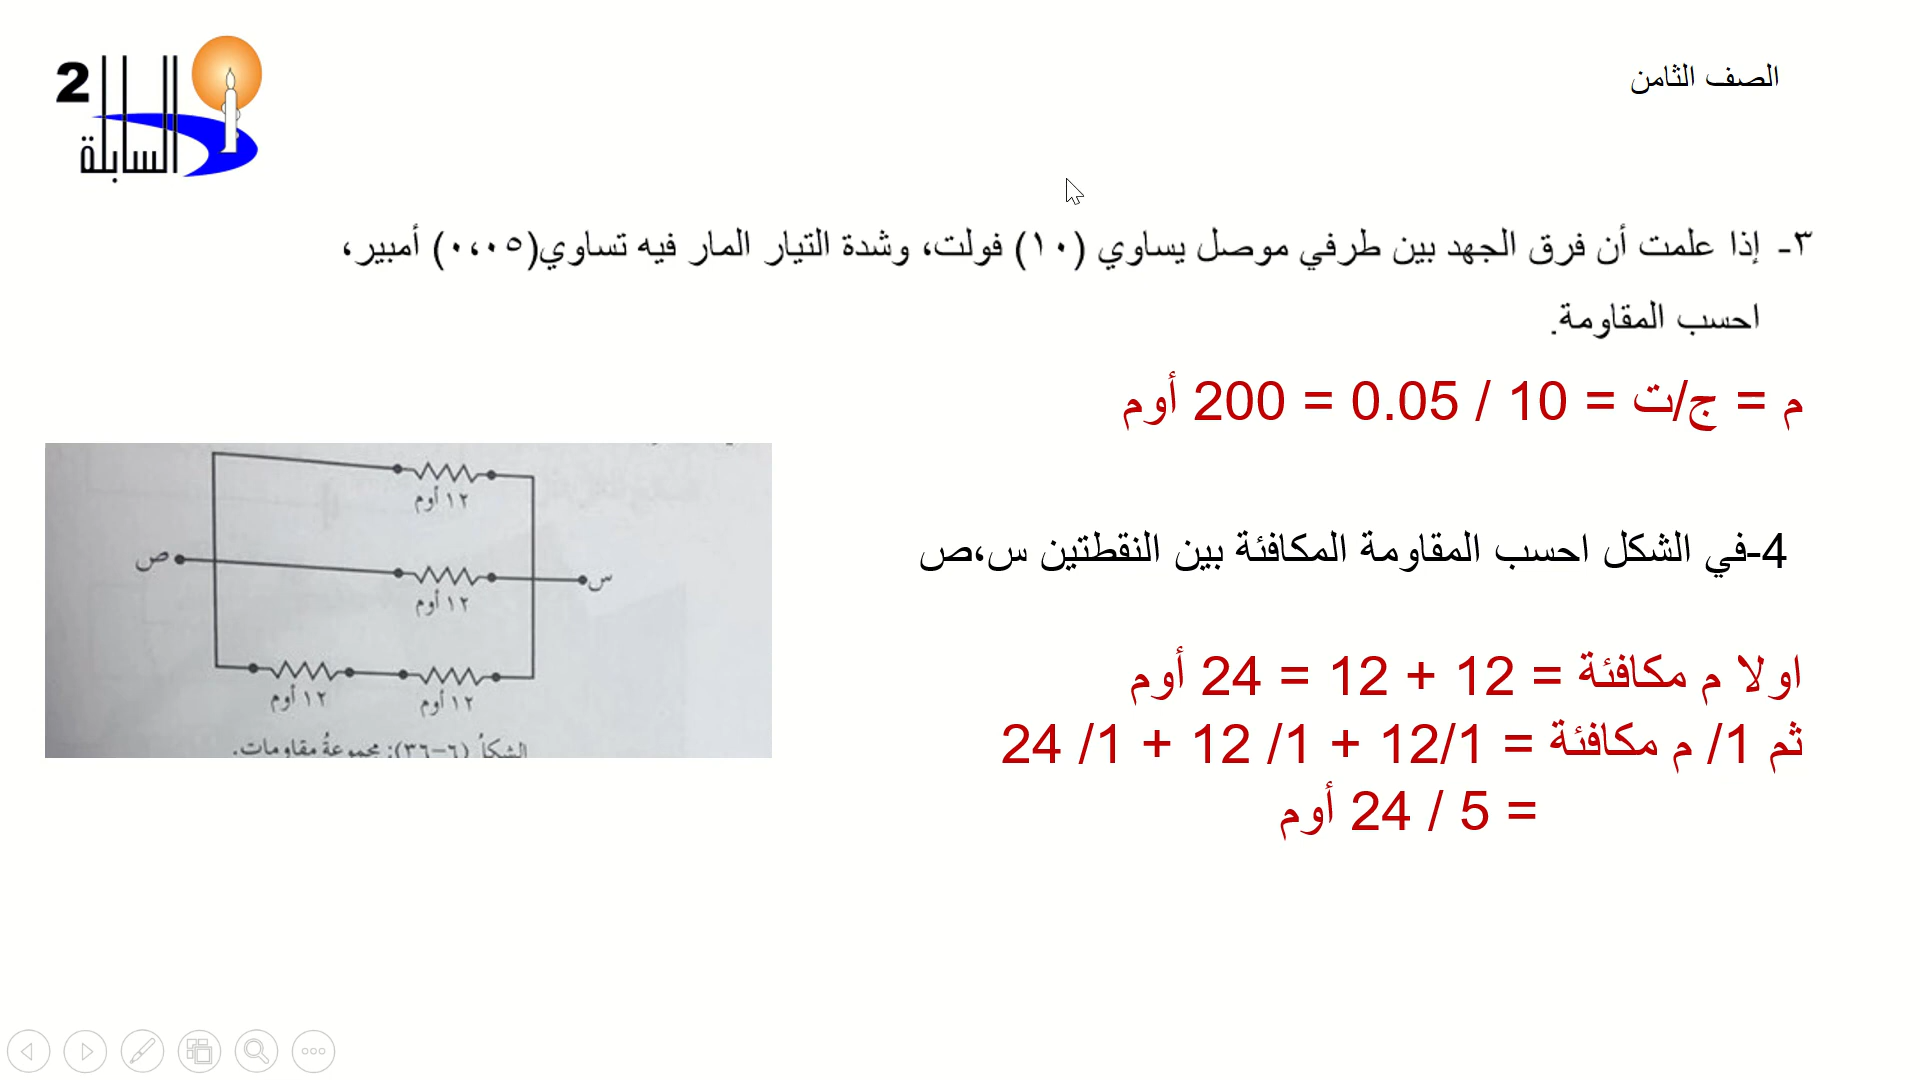 الصف الثامن
2
السابلة
٣- إذا علمت أن فرق الجهد بين طرفي موصل يساوي (١٠) فولت، وشدة التيار المار فيه تساوي(٠،٠٥) أمبير،
احسب المقاومة.
م = ج/ت = 10 / 0.05 = 200 أوم
١٢ أوم
4-في الشكل احسب المقاومة المكافئة بين النقطتين س،ص
ص
س
١٢ أوم
اولا م مكافئة = 12 + 12 = 24 أوم
١٢ أوم
١٢ أوم
ثم 1/ م مكافئة = 12/1 + 1/ 12 + 1/ 24
الشكل (٦-٣٦): مجموعة مقاومات.
= 5 / 24 أوم